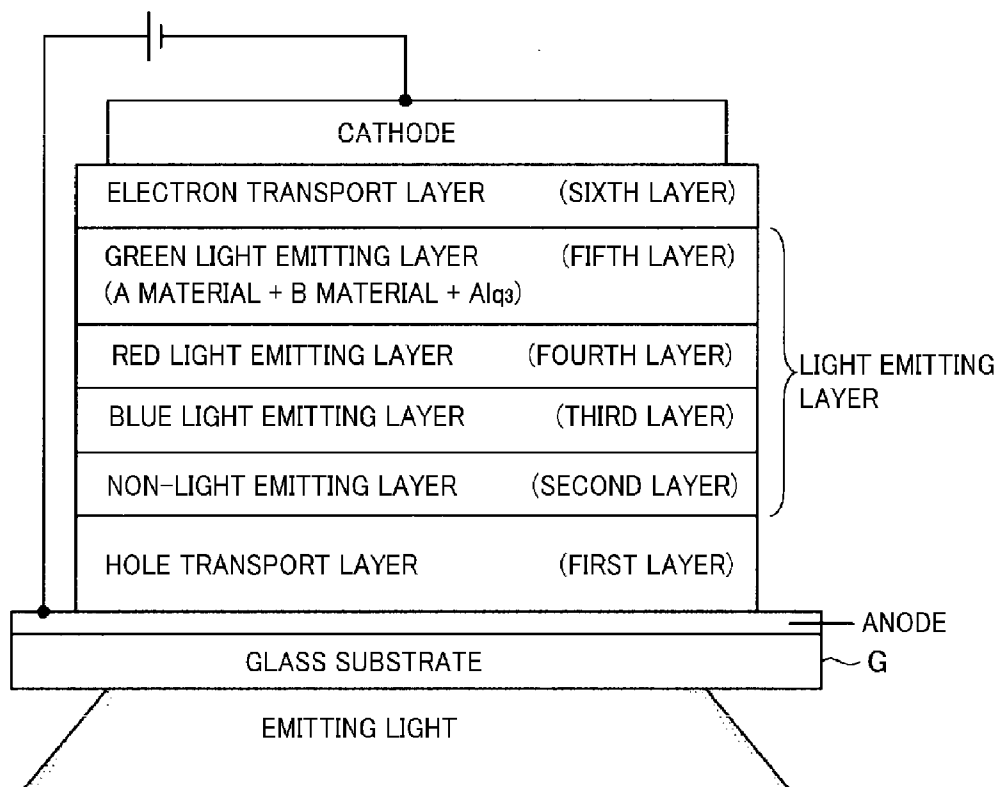 CATHODE
ELECTRON TRANSPORT LAYER (SIXTH LAYER)
GREEN LIGHT EMITTING LAYER (FIFTH LAYER)
(A MATERIAL + B MATERIAL + Alq3)
RED LIGHT EMITTING LAYER (FOURTH LAYER)
BLUE LIGHT EMITTING LAYER (THIRD LAYER)
NON-LIGHT EMITTING LAYER (SECOND LAYER)
HOLE TRANSPORT LAYER (FIRST LAYER)
LIGHT EMITTING
LAYER
ANODE
GLASS SUBSTRATE
G
EMITTING LIGHT